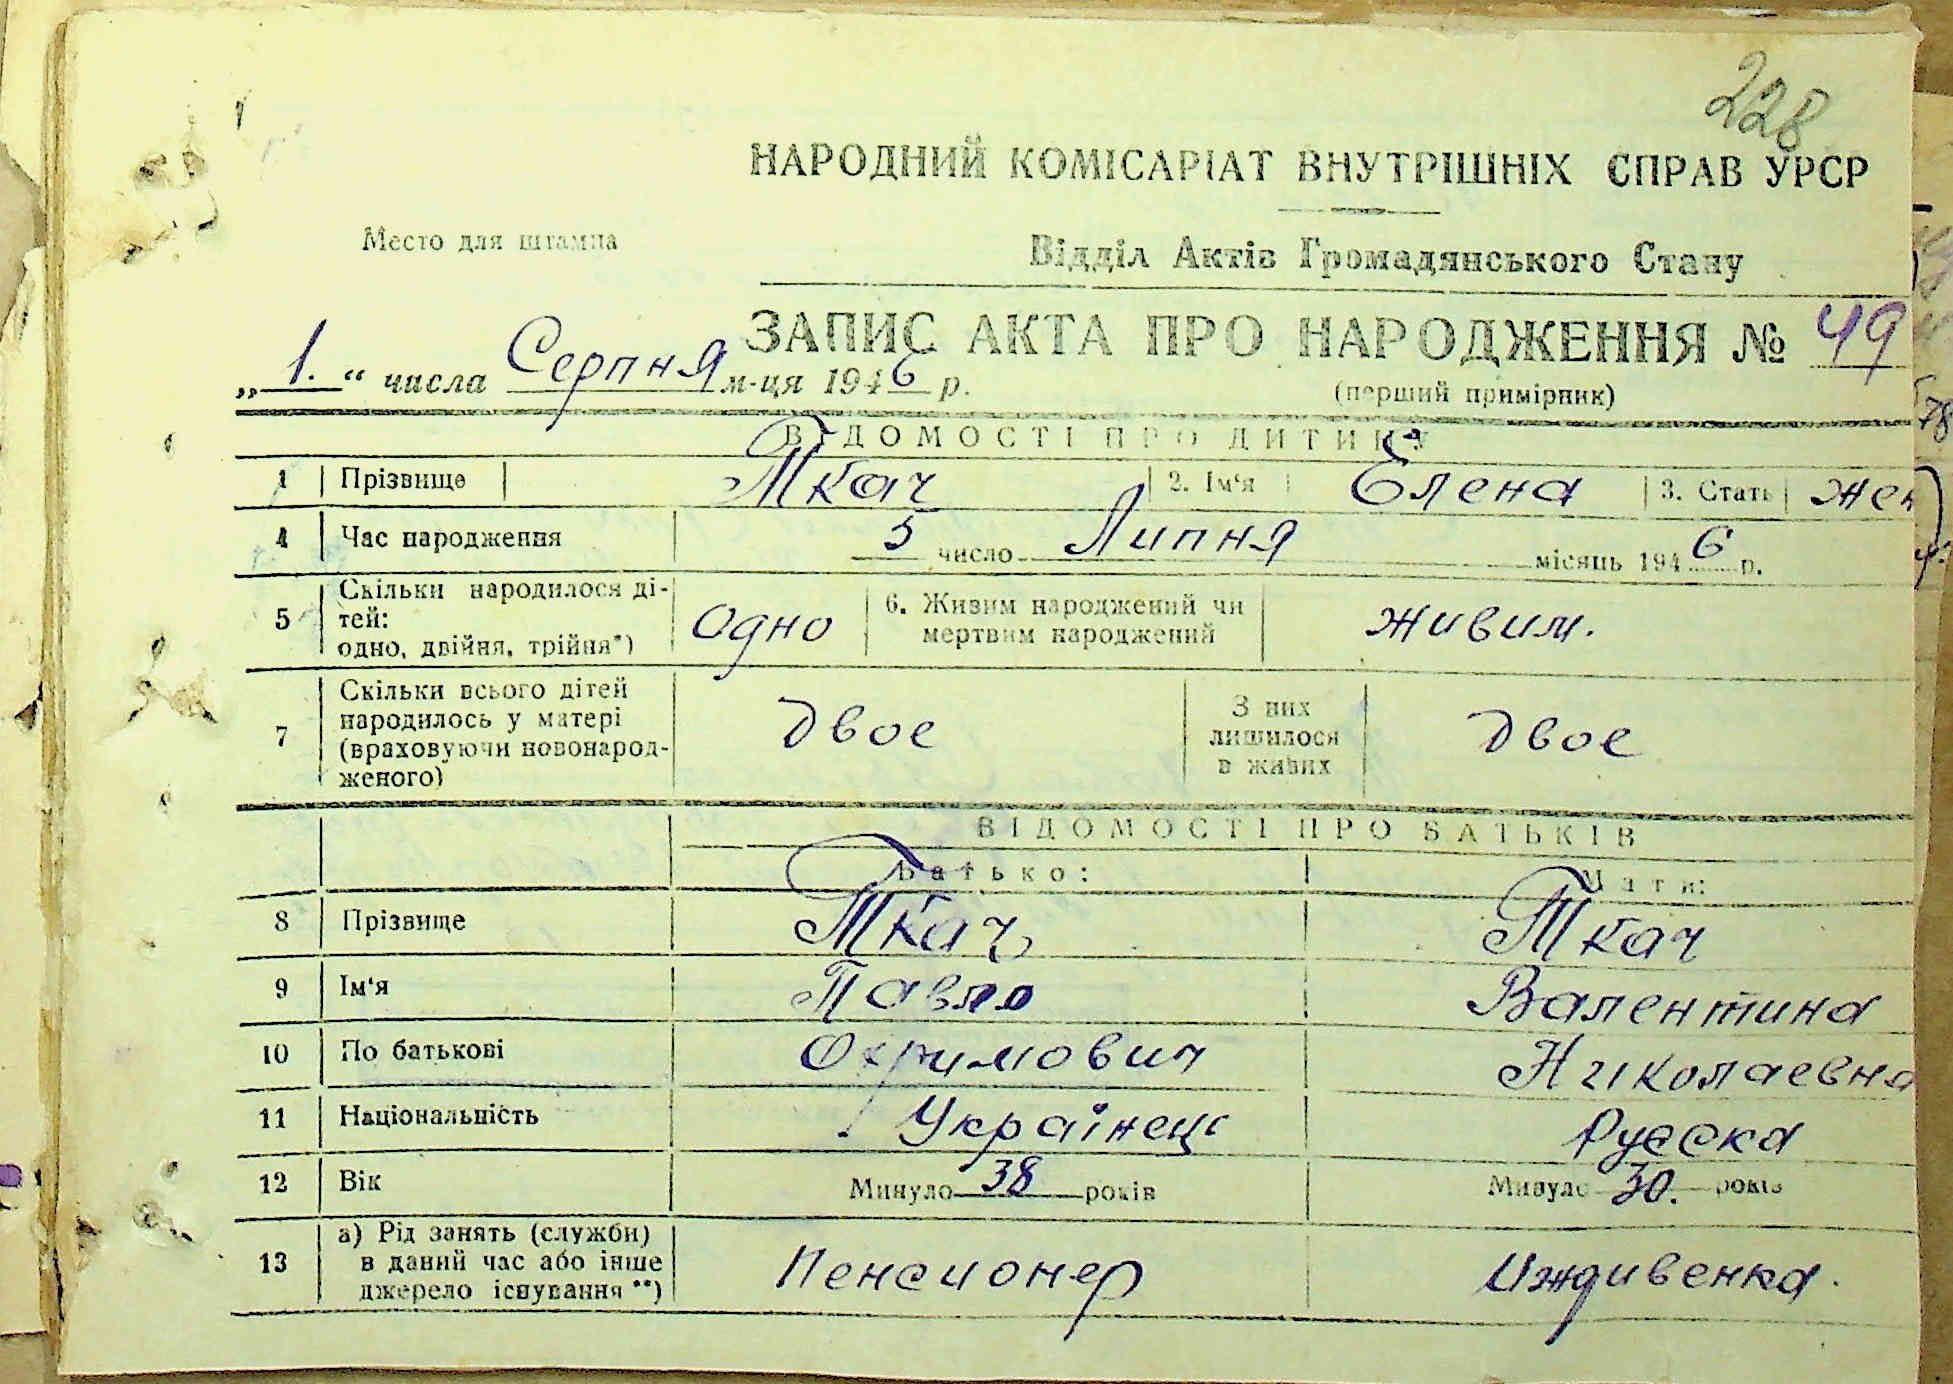 228
НАРОДНИЙ КОМІСАРІАТ ВНУТРІШНІХ СПРАВ УРСР
Место для штампа
Відділ Актів Громадянського Стану
ЗАПИС АКТА ПРО НАРОДЖЕННЯ № 49
„ 1. “ числа Серпня м-ця 1946 р.
(перший примірник)
ВІДОМОСТІ ПРО ДИТИНУ
1 Прізвище Ткач 2. Ім‘я Елена 3. Стать жен
4 Час народження 5 число Липня місяць 1946 р.
5 Скільки народилося ді-
тей:
одно, двійня, трійня*) Одно 6. Живим народжений чи
мертвим народжений живим.
7 Скільки всього дітей
народилось у матері
(враховуючи новонарод-
женого) Двое З них
лишилося
в живих Двое
ВІДОМОСТІ ПРО БАТЬКІВ
Батько: Мати:
8 Прізвище Ткач Ткач
9 Ім‘я Павло Валентина
10 По батькові Охримович Николаевна
11 Національність Українець Русска
12 Вік Минуло 38 років Минуло 30. років
13 а) Рід занять (служби)
в даний час або інше
джерело існування **) Пенсионер Иждивенка.